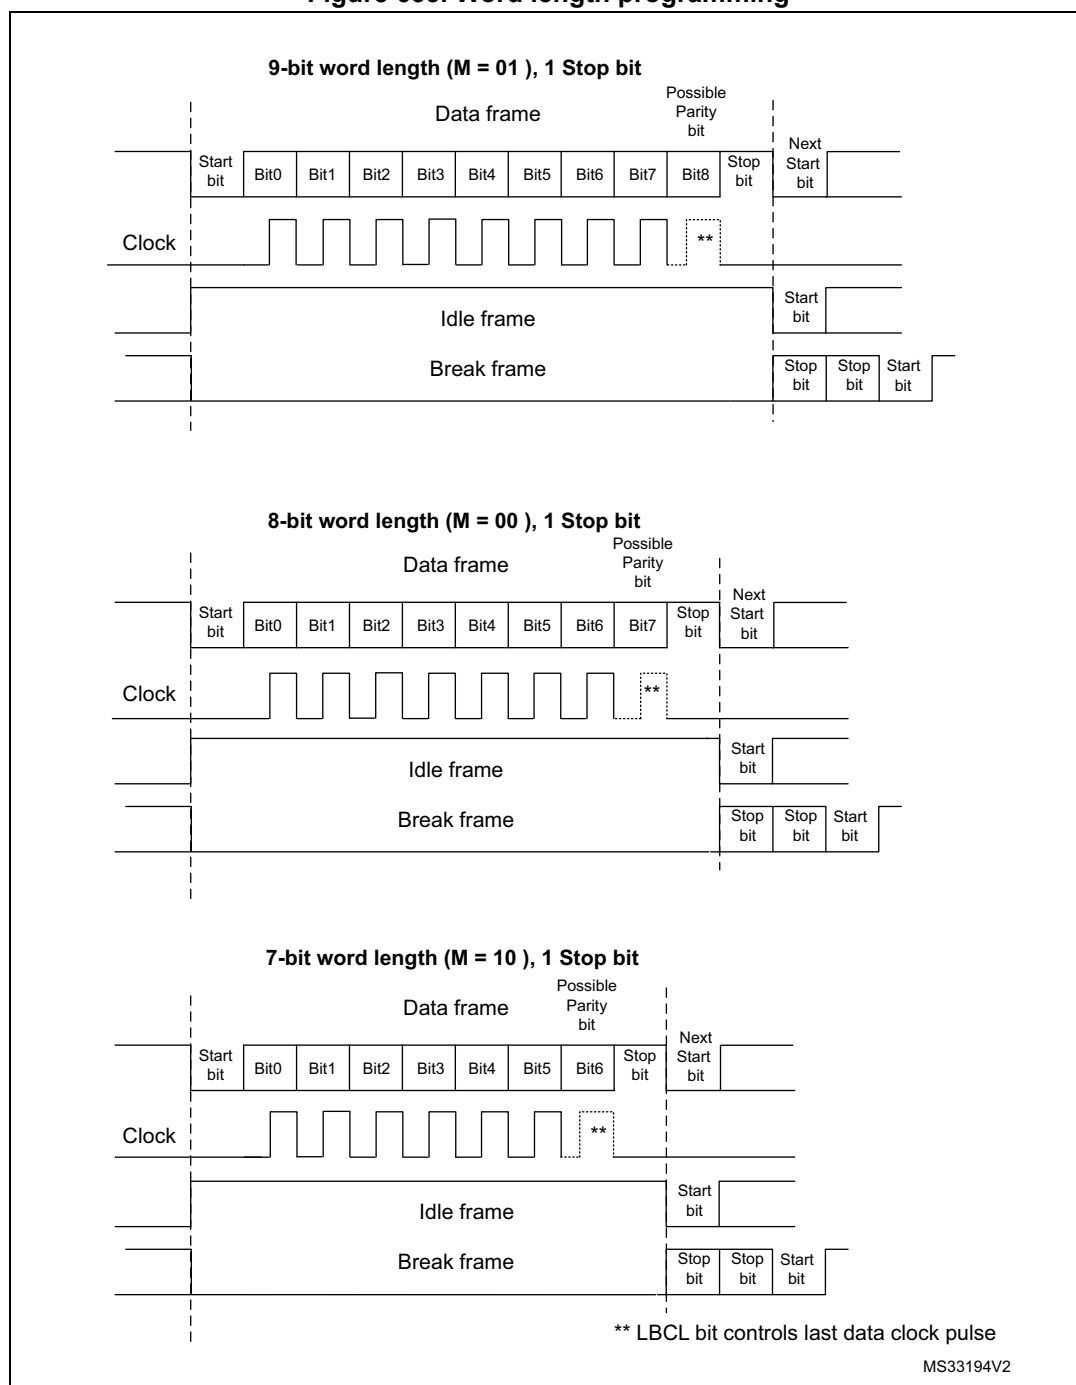 9-bit word length (M = 01 ), 1 Stop bit
Possible
Parity
bit
Data frame
Start
bit
Bit0 Bit1 Bit2 Bit3 Bit4 Bit5 Bit6 Bit7 Bit8
Stop
bit
Next
Start
bit
Clock
**
Idle frame
Start
bit
Break frame
Stop
bit
Stop
bit
Start
bit
8-bit word length (M = 00 ), 1 Stop bit
Possible
Parity
bit
Data frame
Start
bit
Bit0 Bit1 Bit2 Bit3 Bit4 Bit5 Bit6 Bit7
Stop
bit
Next
Start
bit
Clock
**
Idle frame
Start
bit
Break frame
Stop
bit
Stop
bit
Start
bit
7-bit word length (M = 10 ), 1 Stop bit
Possible
Parity
bit
Data frame
Start
bit
Bit0 Bit1 Bit2 Bit3 Bit4 Bit5 Bit6
Stop
bit
Next
Start
bit
Clock
**
Idle frame
Start
bit
Break frame
Stop
bit
Stop
bit
Start
bit
** LBCL bit controls last data clock pulse
MS33194V2